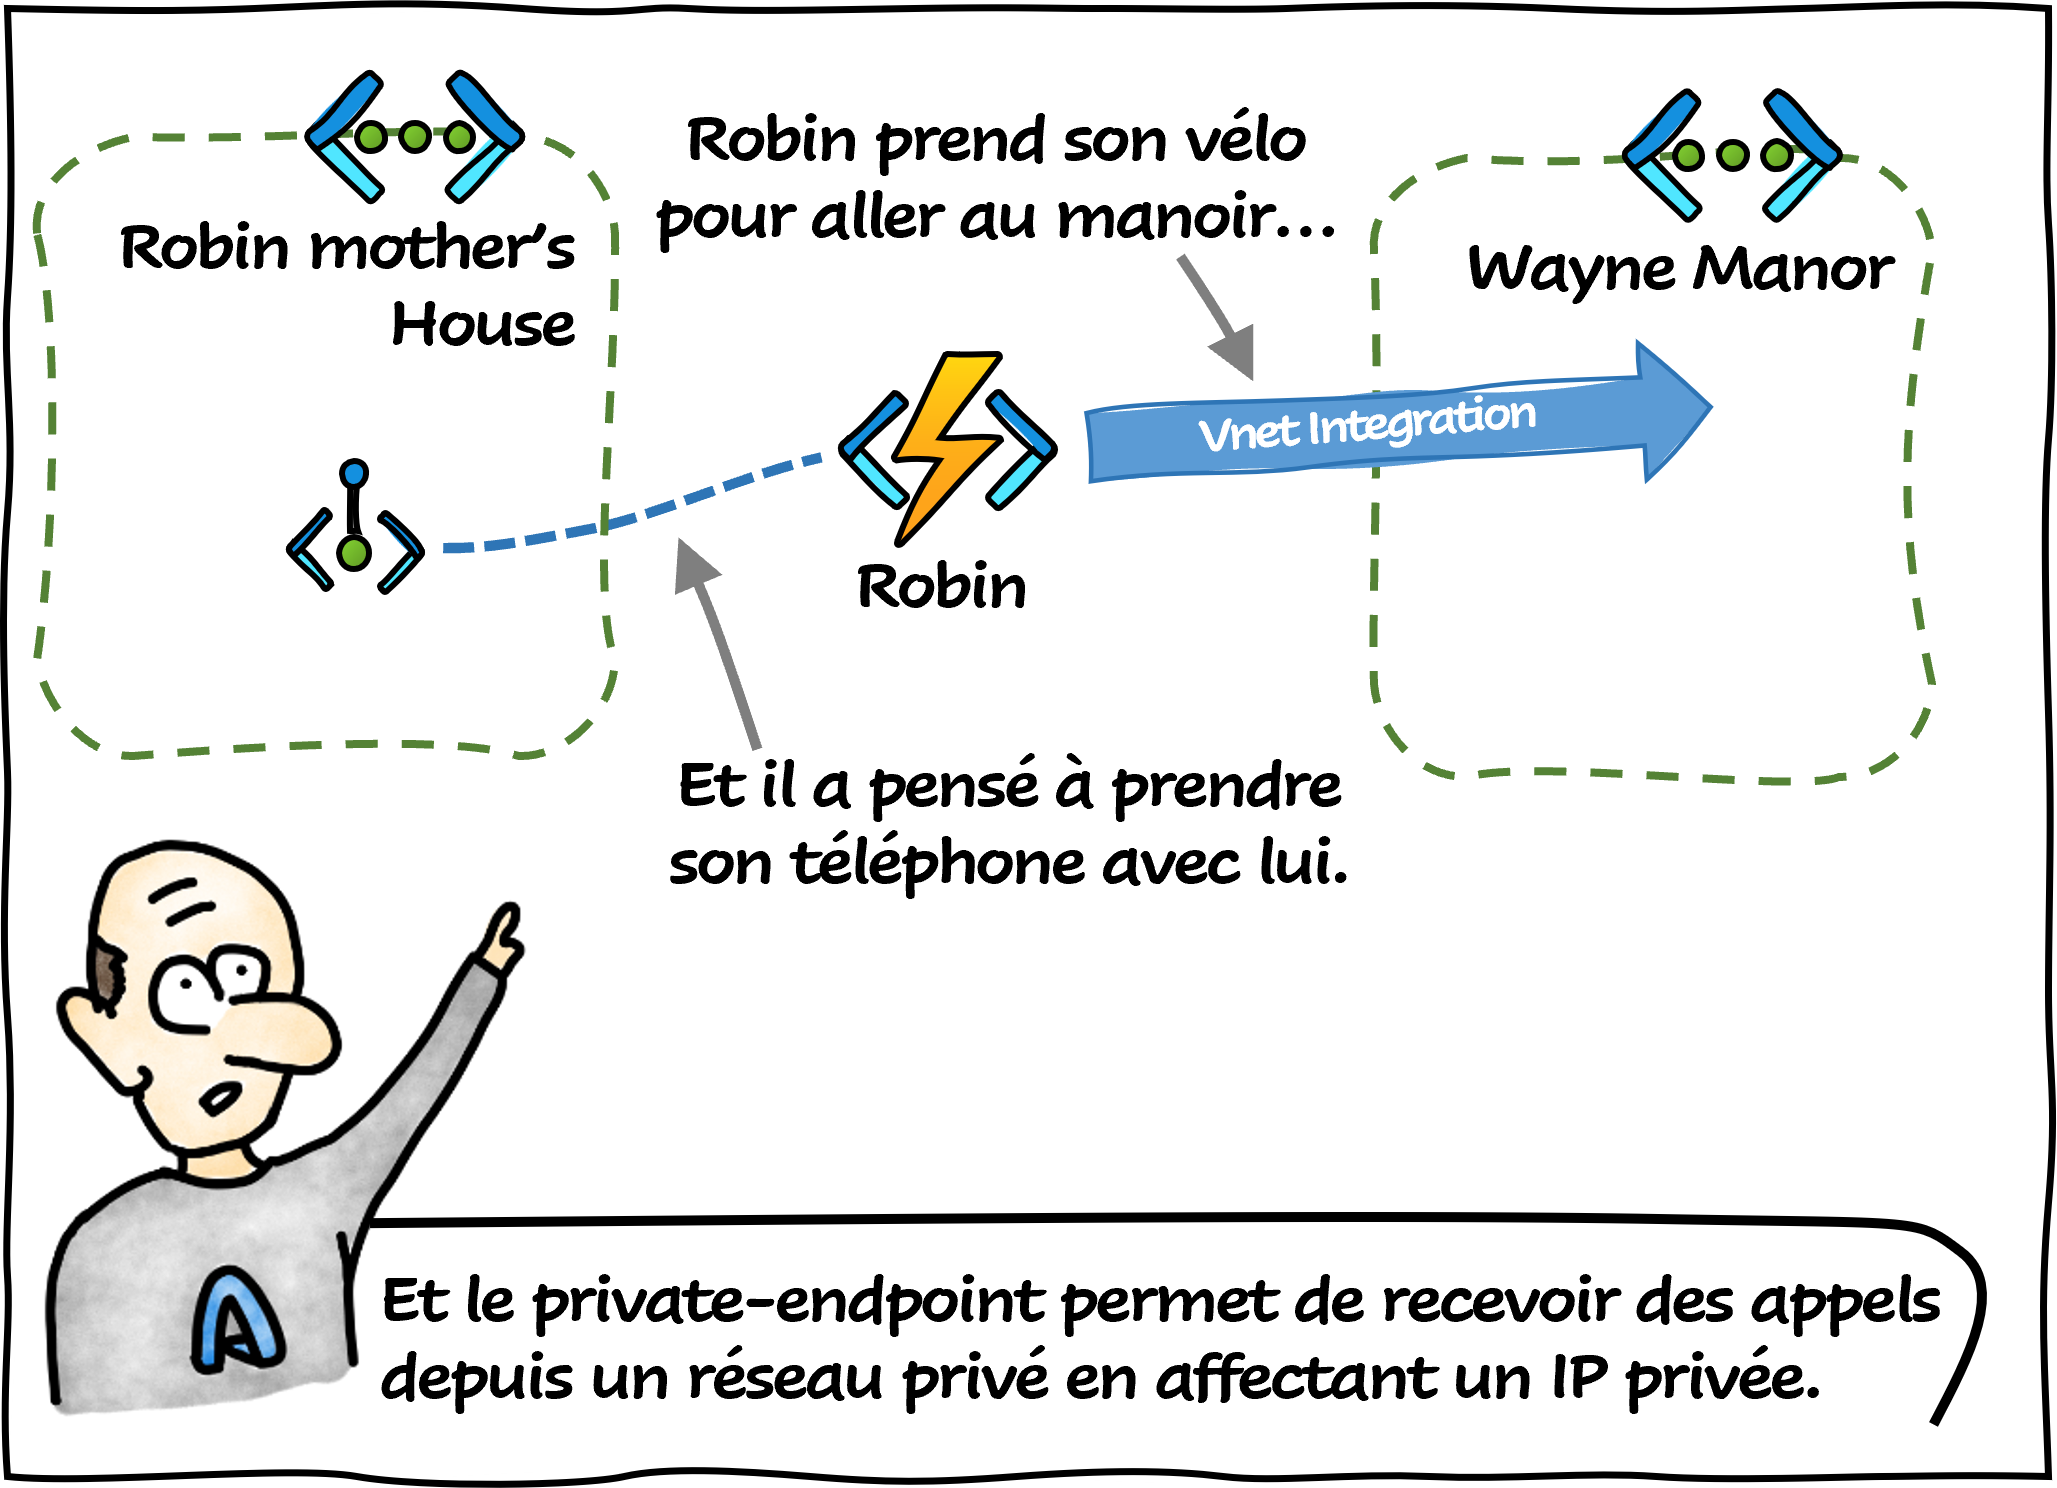 Robin mother's
House
Robin prend son vélo
pour aller au manoir...
Wayne Manor
Vnet Integration
Robin
Et il a pensé à prendre
son téléphone avec lui.
A
Et le private-endpoint permet de recevoir des appels
depuis un réseau privé en affectant un IP privée.